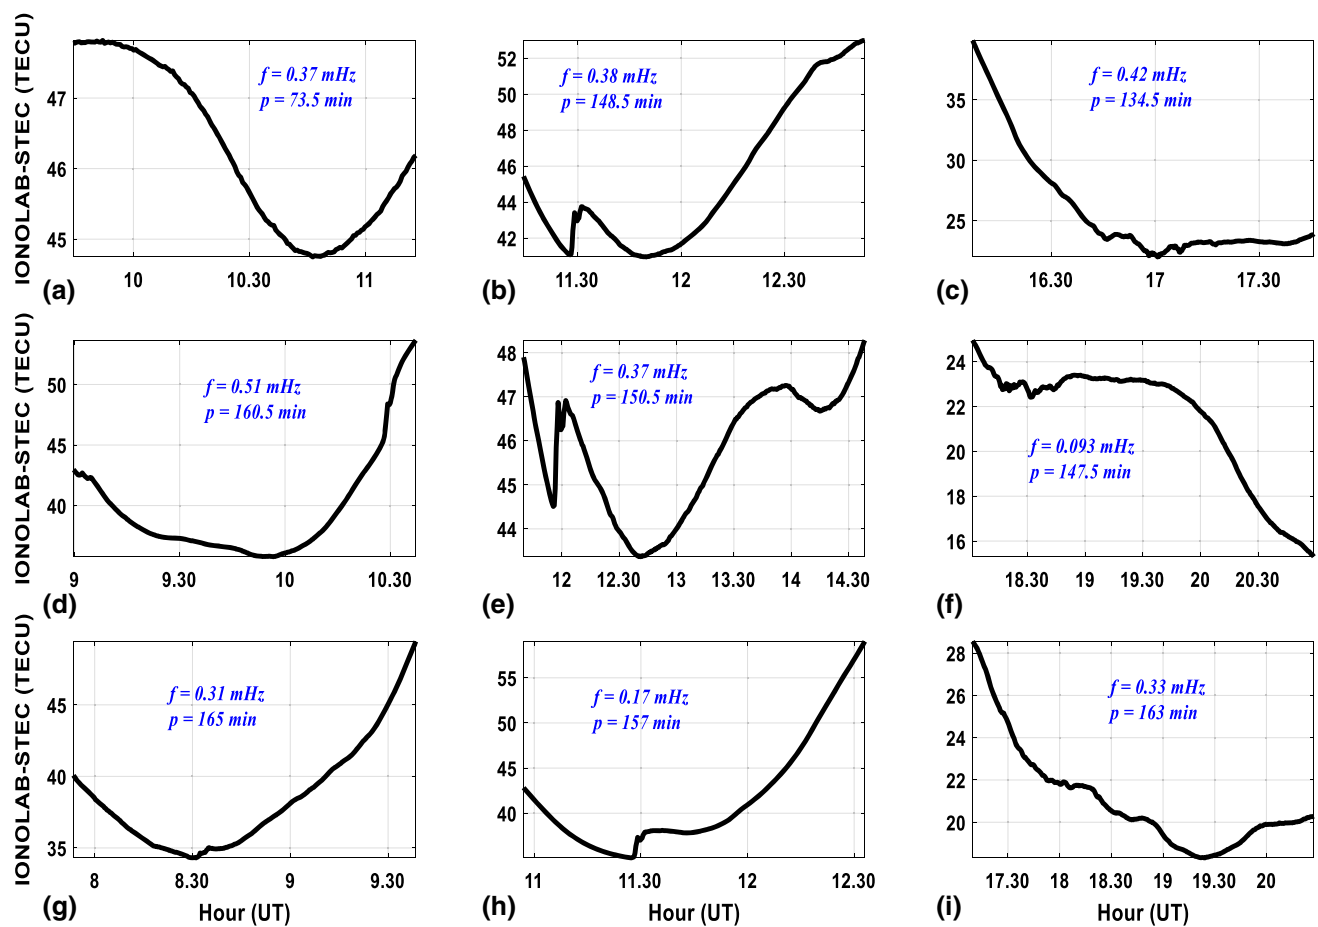 IONOLAB-STEC (TECU)
47
46
45
f = 0.37 mHz
p = 73.5 min
10
10.30
11
(a)
52
50
48
46
44
42
f = 0.38 mHz
p = 148.5 min
11.30
12
12.30
(b)
35
30
25
f = 0.42 mHz
p = 134.5 min
16.30
17
17.30
(c)
IONOLAB-STEC (TECU)
50
45
40
f = 0.51 mHz
p = 160.5 min
9
9.30
10
10.30
(d)
48
47
46
45
44
f = 0.37 mHz
p = 150.5 min
12
12.30
13
13.30
14
14.30
(e)
24
22
20
18
16
f = 0.093 mHz
p = 147.5 min
18.30
19
19.30
20
20.30
(f)
IONOLAB-STEC (TECU)
45
40
35
f = 0.31 mHz
p = 165 min
8
8.30
9
9.30
Hour (UT)
(g)
55
50
45
40
f = 0.17 mHz
p = 157 min
11
11.30
12
12.30
Hour (UT)
(h)
28
26
24
22
20
f = 0.33 mHz
p = 163 min
17.30
18
18.30
19
19.30
20
Hour (UT)
(i)